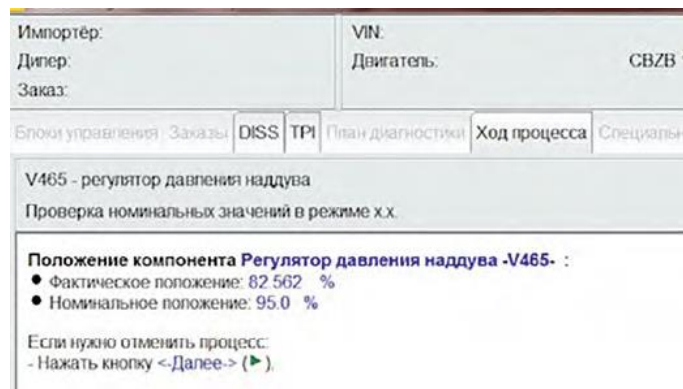 Импортёр:
VIN:
Дилер:
Двигатель: CBZB
Заказ:
Блоки управления Заказы DISS TPI План диагностики Ход процесса Специальн
V465 - регулятор давления наддува
Проверка номинальных значений в режиме х.х.
Положение компонента Регулятор давления наддува -V465- :
● Фактическое положение: 82.562 %
● Номинальное положение: 95.0 %
Если нужно отменить процесс:
- Нажать кнопку <-Далее-> (►).